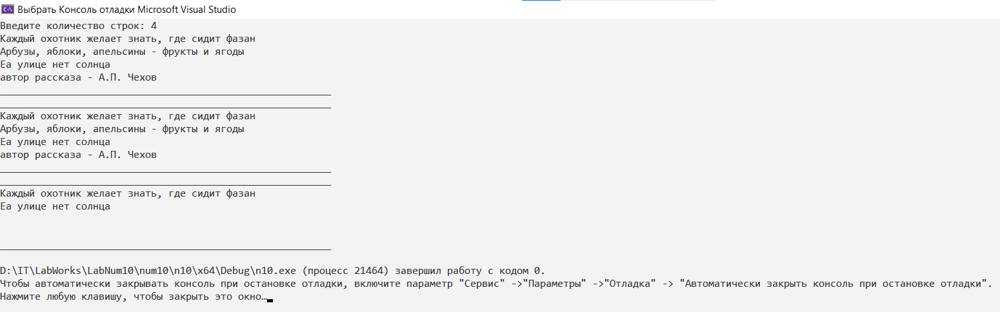 Выбрать Консоль отладки Microsoft Visual Studio
Введите количество строк: 4
Каждый охотник желает знать, где сидит фазан
Арбузы, яблоки, апельсины - фрукты и ягоды
Еа улице нет солнца
автор рассказа - А.П. Чехов
_________________________________________________________
_________________________________________________________
Каждый охотник желает знать, где сидит фазан
Арбузы, яблоки, апельсины - фрукты и ягоды
Еа улице нет солнца
автор рассказа - А.П. Чехов
_________________________________________________________
_________________________________________________________
Каждый охотник желает знать, где сидит фазан
Еа улице нет солнца
_________________________________________________________
D:\IT\LabWorks\LabNum10\num10\n10\x64\Debug\n10.exe (процесс 21464) завершил работу с кодом 0.
Чтобы автоматически закрывать консоль при остановке отладки, включите параметр "Сервис" ->"Параметры" ->"Отладка" -> "Автоматически закрыть консоль при остановке отладки".
Нажмите любую клавишу, чтобы закрыть это окно…